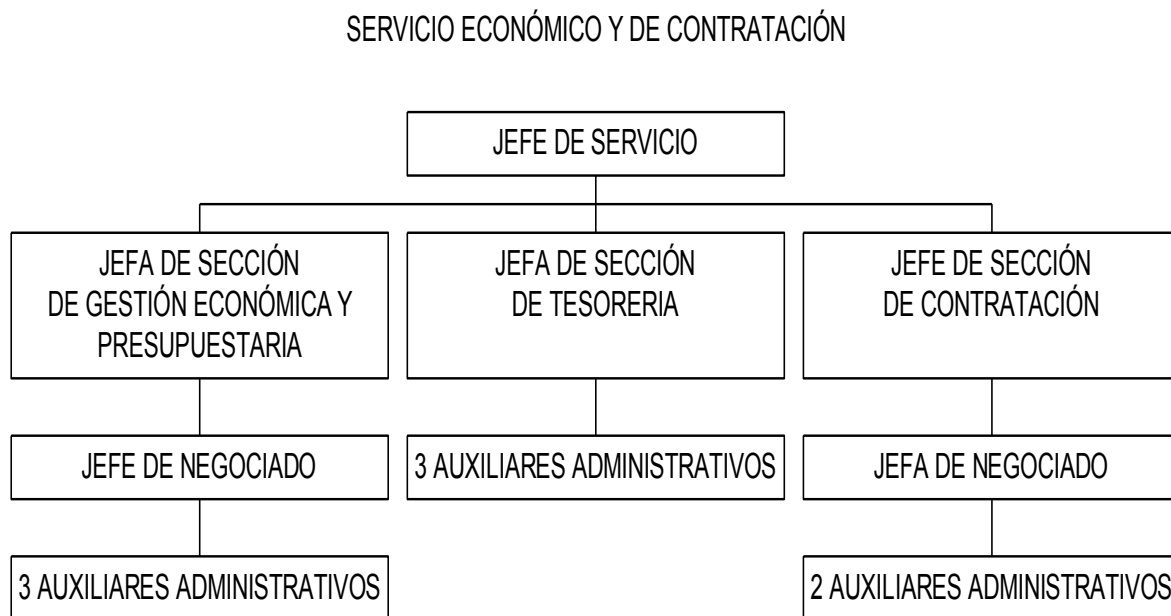 SERVICIO ECONÓMICO Y DE CONTRATACIÓN
JEFE DE SERVICIO
JEFA DE SECCIÓN
DE GESTIÓN ECONÓMICA Y
PRESUPUESTARIA
JEFA DE SECCIÓN
DE TESORERIA
JEFE DE SECCIÓN
DE CONTRATACIÓN
JEFE DE NEGOCIADO
3 AUXILIARES ADMINISTRATIVOS
JEFA DE NEGOCIADO
3 AUXILIARES ADMINISTRATIVOS
2 AUXILIARES ADMINISTRATIVOS